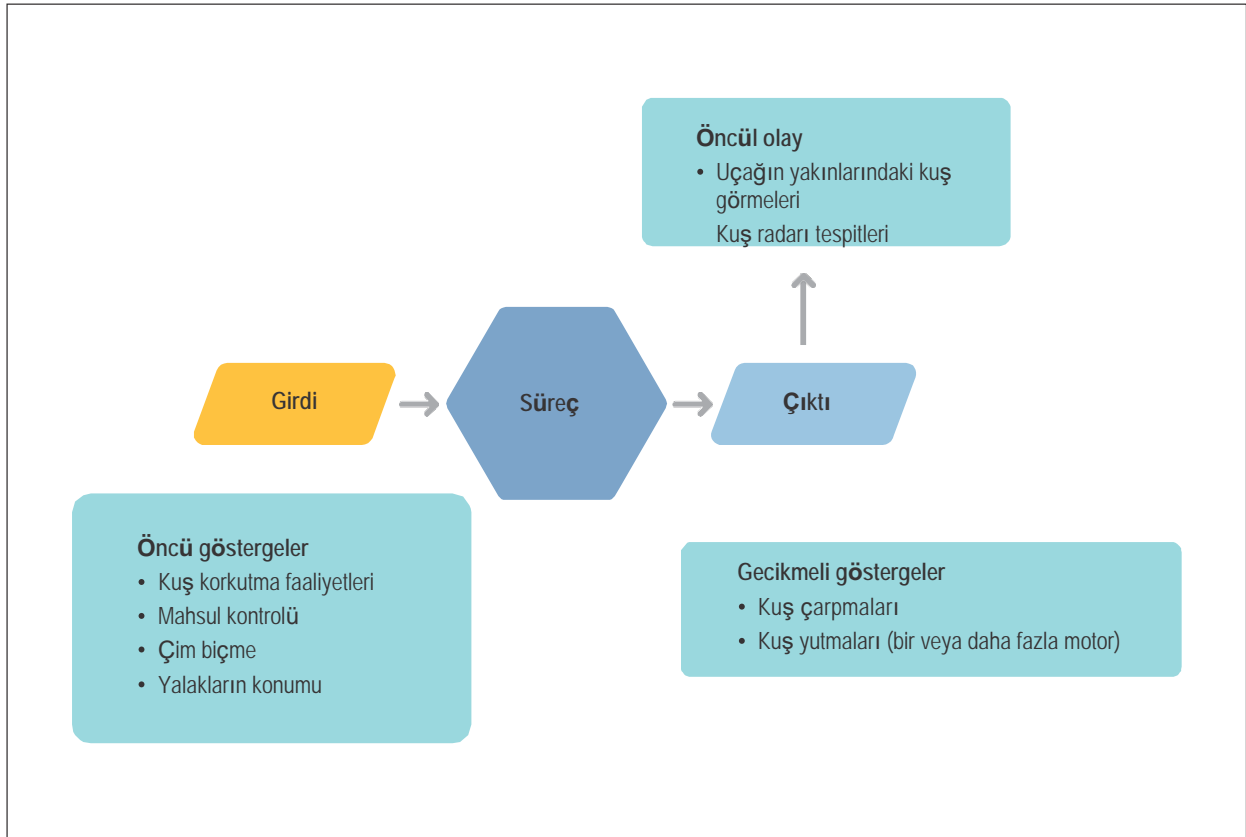 Öncül olay
• Uçağın yakınlarındaki kuş
görmeleri
Kuş radarı tespitleri
Girdi
Süreç
Çıktı
Öncü göstergeler
• Kuş korkutma faaliyetleri
• Mahsul kontrolü
• Çim biçme
• Yalakların konumu
Gecikmeli göstergeler
• Kuş çarpmaları
• Kuş yutmaları (bir veya daha fazla motor)